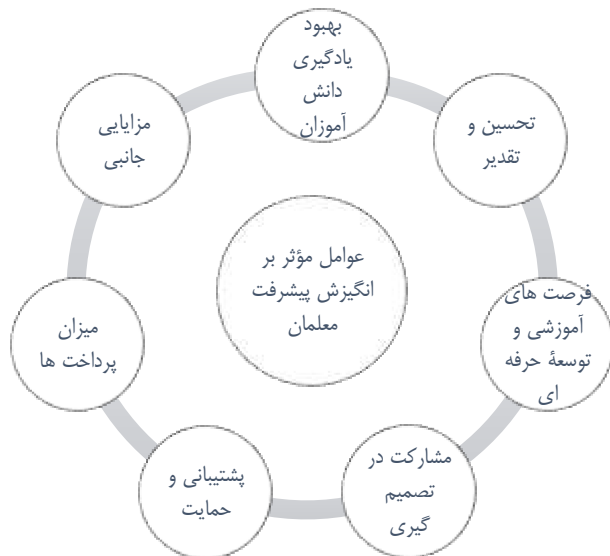 بهبود
یادگیری
دانش
آموزان
تحسین و
تقدیر
فرصت های
آموزشی و
توسعۀ حرفه
ای
مشارکت در
تصمیم
گیری
پشتیبانی و
حمایت
میزان
پرداخت ها
مزایایی
جانبی
عوامل مؤثر بر
انگیزش پیشرفت
معلمان